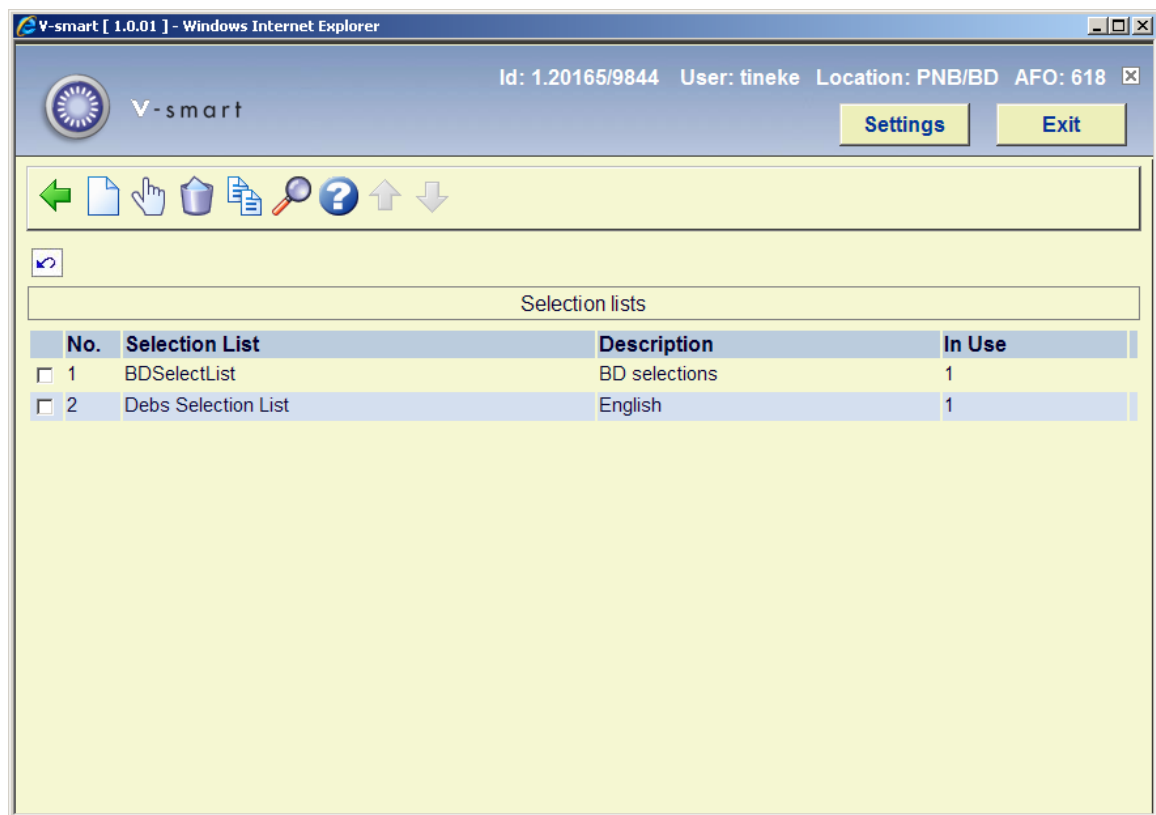 V-smart [ 1.0.01 ] - Windows Internet Explorer
Id: 1.20165/9844 User: tineke Location: PNB/BD AFO: 618
V-smart
Settings Exit
Selection lists
No. Selection List Description In Use
1 BDSelectList BD selections 1
2 Debs Selection List English 1